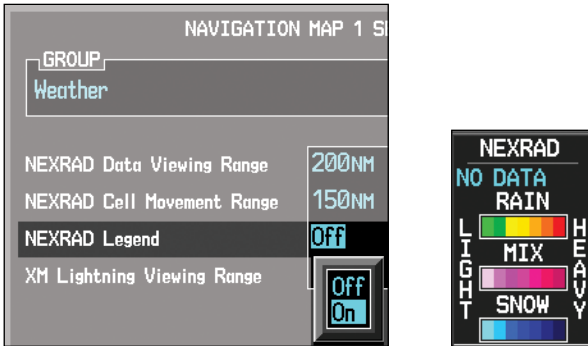 NAVIGATION MAP 1 S
GROUP
Weather
NEXRAD Data Viewing Range 200NM
NEXRAD Cell Movement Range 150NM
NEXRAD Legend Off
XM Lightning Viewing Range
Off
On
NEXRAD
NO DATA
RAIN
LIGHT
HEAVY
MIX
SNOW